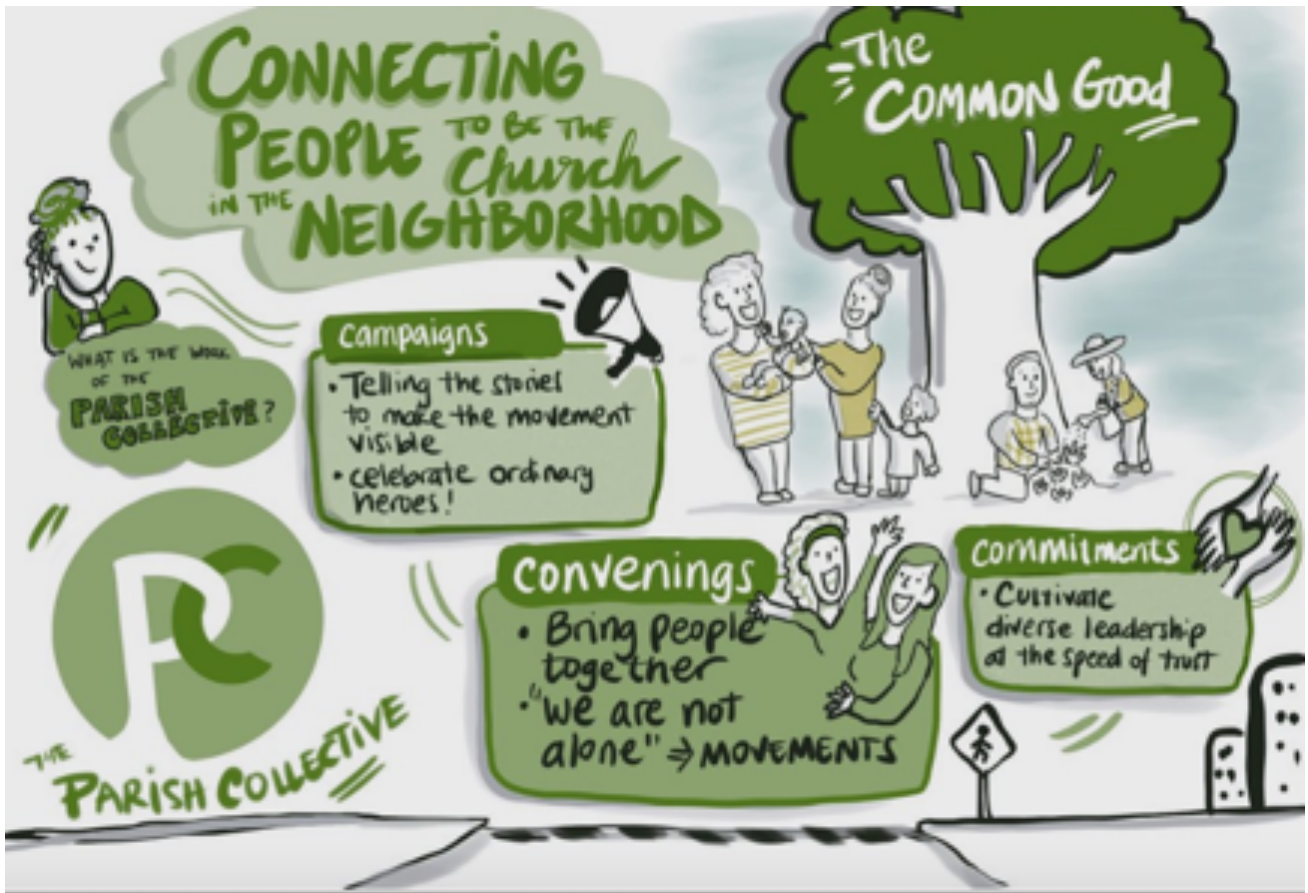 CONNECTING
PEOPLE TO BE THE
Church
IN THE
NEIGHBORHOOD
The
COMMON GOOD
WHAT IS THE WORK
OF THE
PARISH
COLLECTIVE?
Campaigns
• Telling the stories
to make the movement
visible
• celebrate ordinary
heroes!
Convenings
• Bring people
together
• "We are not
alone" ⇒ MOVEMENTS
Commitments
• Cultivate
diverse leadership
at the speed of trust
PC
THE
PARISH COLLECTIVE